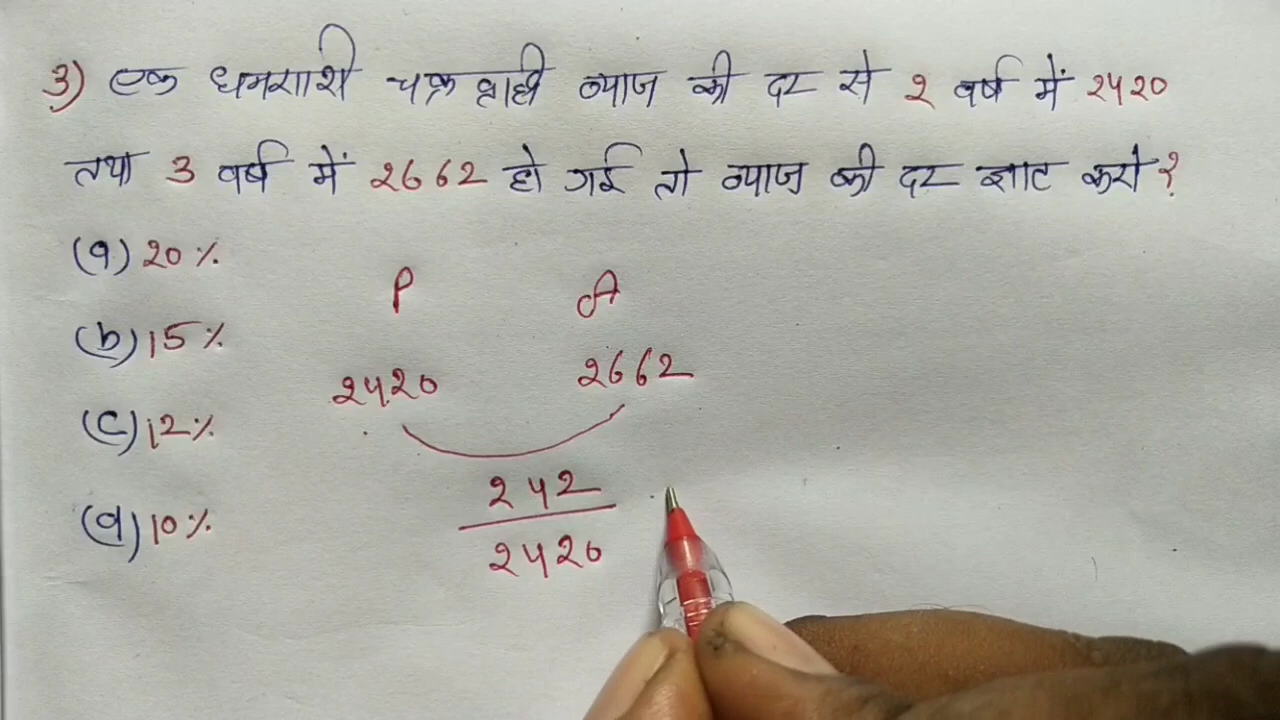 3) एक धनराशी चक्रब्राही ब्याज की दर से 2 वर्ष में 2420
तथा 3 वर्ष में 2662 हो गई तो ब्याज की दर ज्ञाट करो?
(a) 20%
(b) 15%
(c) 12%
(d) 10%
P A
2420 2662
242
2420